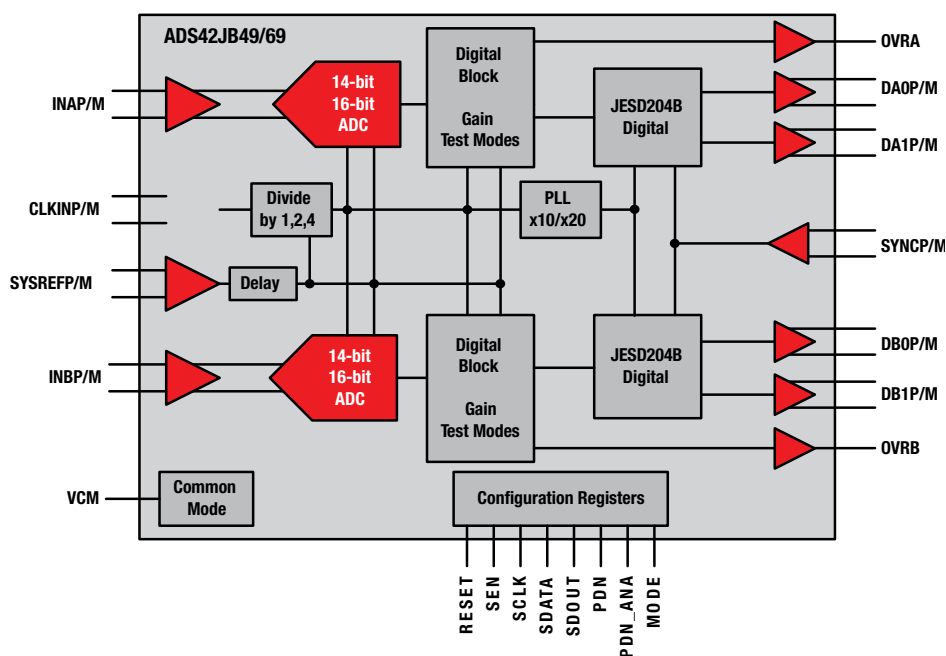 ADS42JB49/69
INAP/M
CLKINP/M
SYSREFP/M
INBP/M
VCM
14-bit
16-bit
ADC
Digital
Block
Gain
Test Modes
JESD204B
Digital
Divide
by 1,2,4
PLL
x10/x20
Delay
14-bit
16-bit
ADC
Digital
Block
Gain
Test Modes
JESD204B
Digital
Common
Mode
Configuration Registers
OVRA
DA0P/M
DA1P/M
SYNCP/M
DB0P/M
DB1P/M
OVRB
RESET
SEN
SCLK
SDATA
SDOUT
PDN
PDN_ANA
MODE